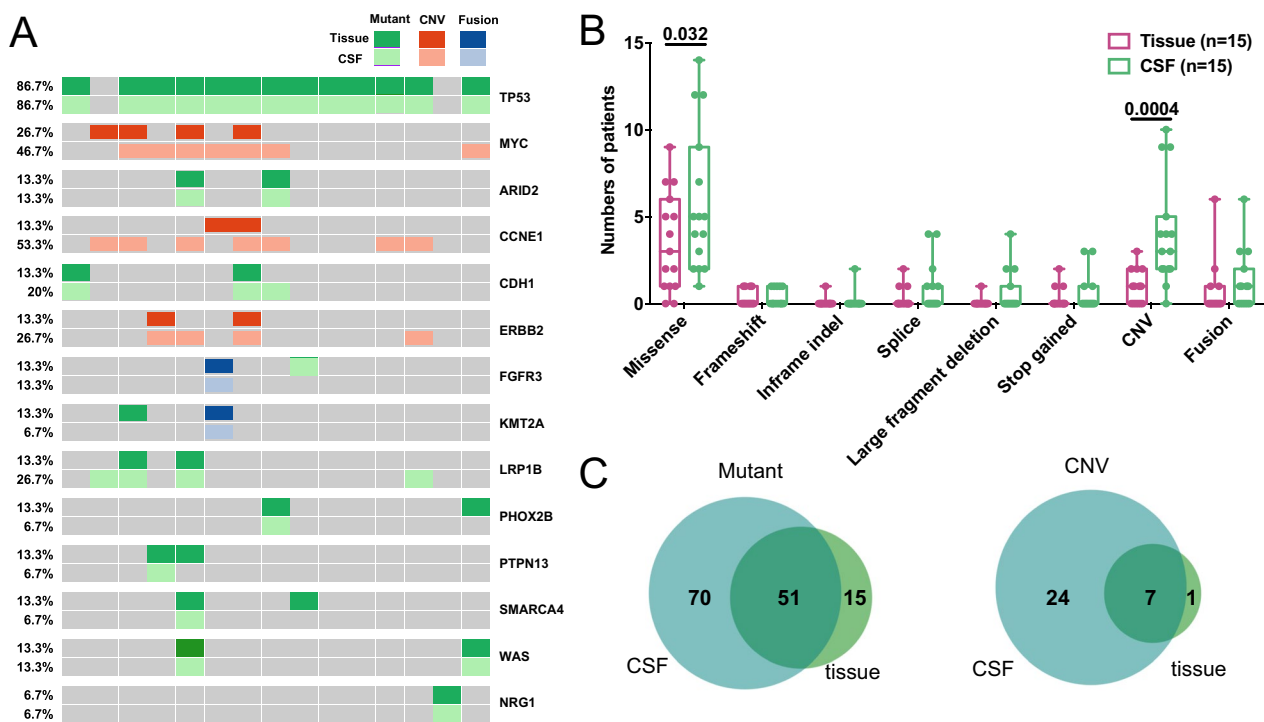 A
Mutant CNV Fusion
Tissue
CSF
86.7%
86.7%
TP53
26.7%
46.7%
MYC
13.3%
13.3%
ARID2
13.3%
53.3%
CCNE1
13.3%
20%
CDH1
13.3%
26.7%
ERBB2
13.3%
13.3%
FGFR3
13.3%
6.7%
KMT2A
13.3%
26.7%
LRP1B
13.3%
6.7%
PHOX2B
13.3%
6.7%
PTPN13
13.3%
6.7%
SMARCA4
13.3%
13.3%
WAS
6.7%
6.7%
NRG1
B
Numbers of patients
15
10
5
0
0.032
0.0004
Tissue (n=15)
CSF (n=15)
Missense
Frameshift
Inframe indel
Splice
Large fragment deletion
Stop gained
CNV
Fusion
C
Mutant
70 51 15
CSF tissue
CNV
24 7 1
CSF tissue